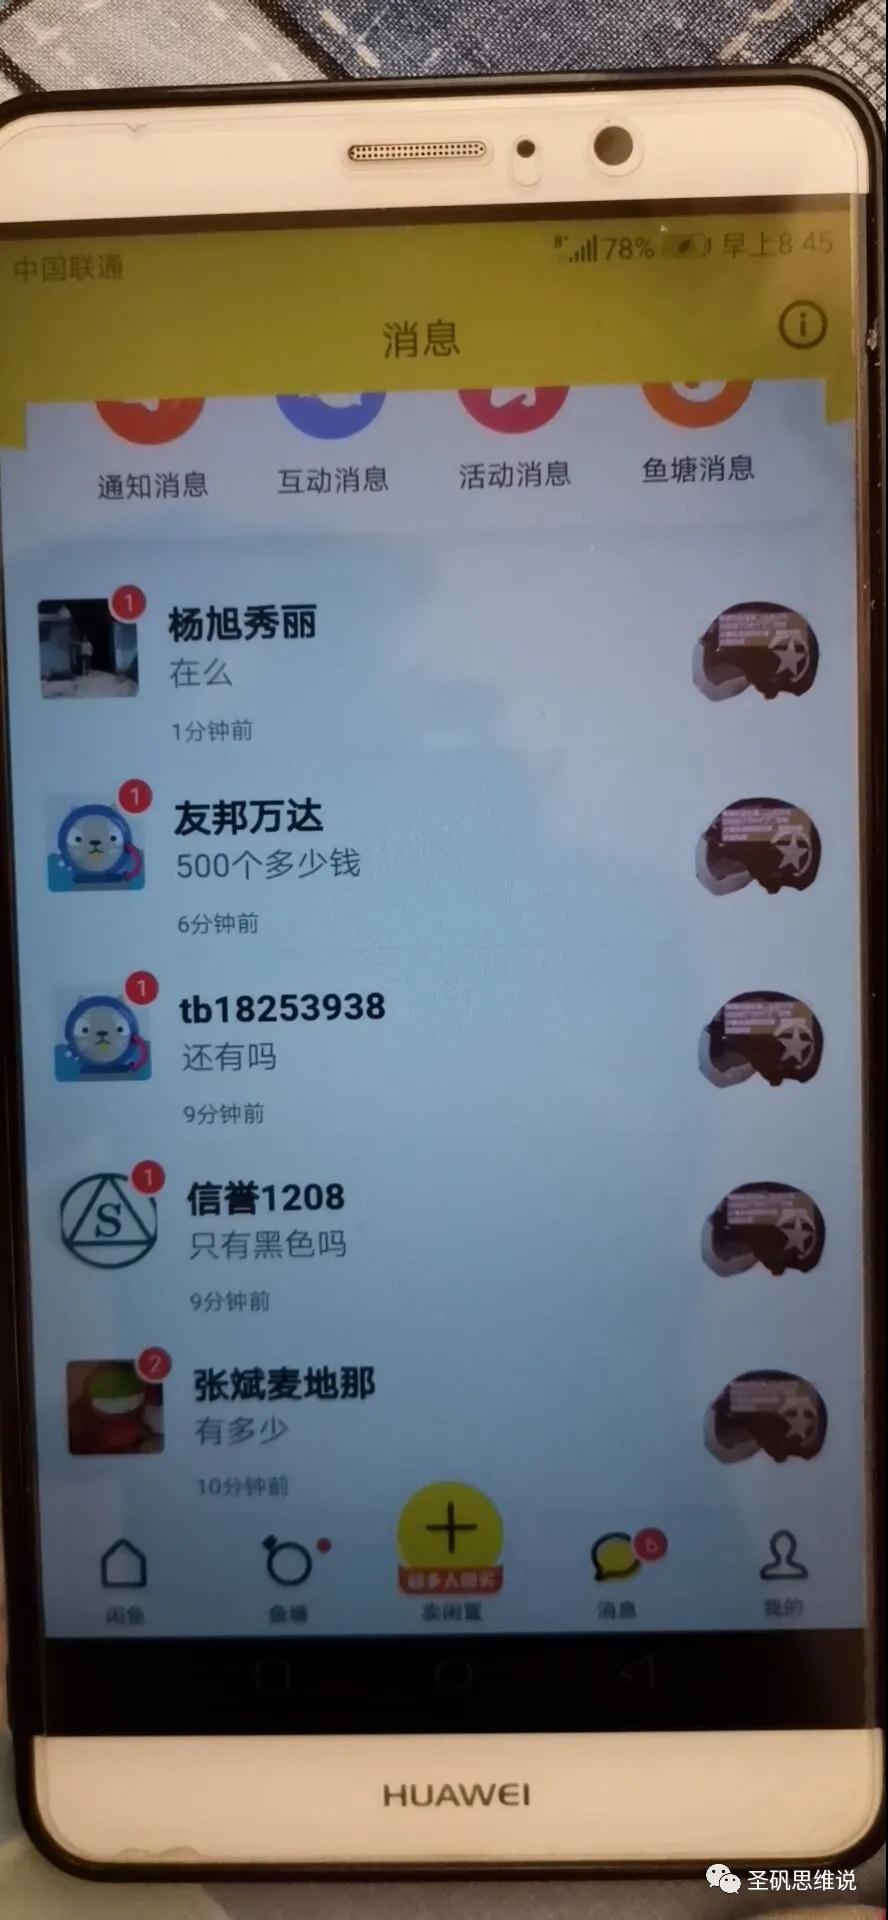 中国联通
78%
早上8:45
消息
通知消息
互动消息
活动消息
鱼塘消息
1
杨旭秀丽
在么
1分钟前
1
友邦万达
500个多少钱
6分钟前
1
tb18253938
还有吗
9分钟前
S
1
信誉1208
只有黑色吗
9分钟前
2
张斌麦地那
有多少
10分钟前
6
闲鱼
鱼塘
卖闲置
消息
我的
HUAWEI
圣矾思维说